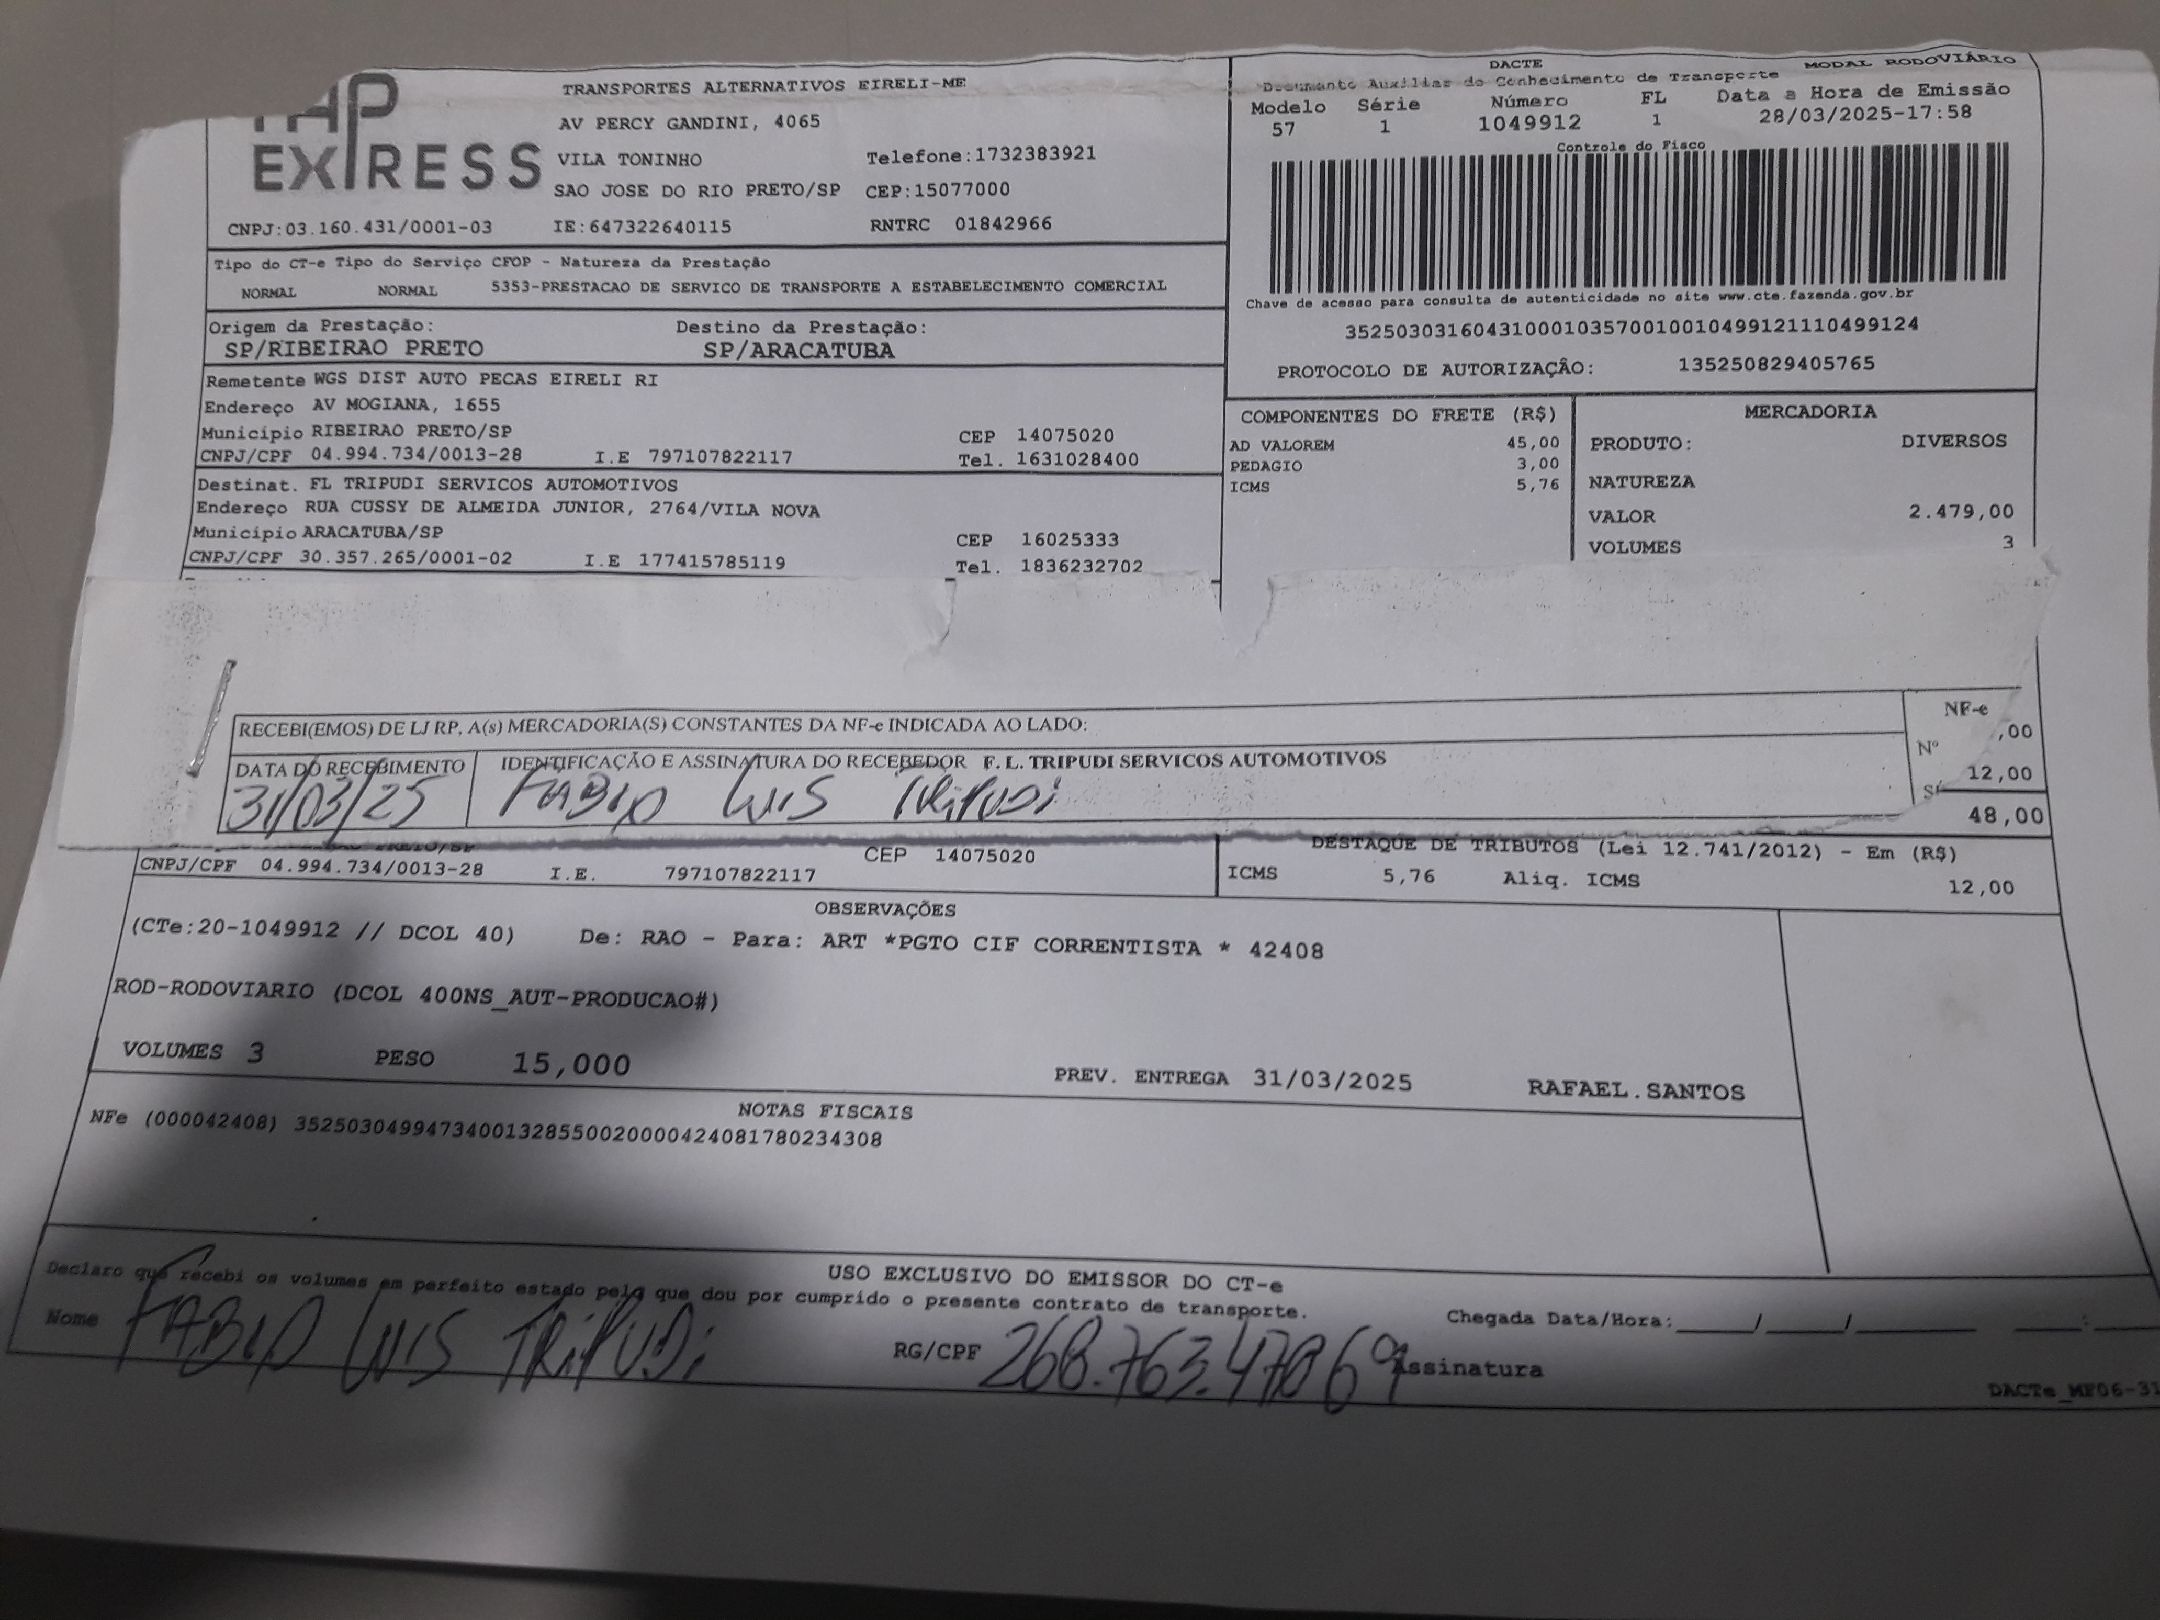 TAP EXPRESS
TRANSPORTES ALTERNATIVOS EIRELI-ME
AV PERCY GANDINI, 4065
VILA TONINHO Telefone:1732383921
SAO JOSE DO RIO PRETO/SP CEP:15077000
CNPJ:03.160.431/0001-03 IE:647322640115 RNTRC 01842966
DACTE MODAL RODOVIÁRIO
Documento Auxiliar do Conhecimento de Transporte
Modelo Série Número FL Data a Hora de Emissão
57 1 1049912 1 28/03/2025-17:58
Controle do Fisco
Chave de acesso para consulta de autenticidade no site www.cte.fazenda.gov.br
35250303160431000103570010010499121110499124
PROTOCOLO DE AUTORIZAÇÃO: 135250829405765
Tipo do CT-e Tipo do Serviço CFOP - Natureza da Prestação
NORMAL NORMAL 5353-PRESTACAO DE SERVICO DE TRANSPORTE A ESTABELECIMENTO COMERCIAL
Origem da Prestação: Destino da Prestação:
SP/RIBEIRAO PRETO SP/ARACATUBA
Remetente WGS DIST AUTO PECAS EIRELI RI
Endereço AV MOGIANA, 1655
Município RIBEIRAO PRETO/SP CEP 14075020
CNPJ/CPF 04.994.734/0013-28 I.E 797107822117 Tel. 1631028400
Destinat. FL TRIPUDI SERVICOS AUTOMOTIVOS
Endereço RUA CUSSY DE ALMEIDA JUNIOR, 2764/VILA NOVA
Município ARACATUBA/SP CEP 16025333
CNPJ/CPF 30.357.265/0001-02 I.E 177415785119 Tel. 1836232702
COMPONENTES DO FRETE (R$)
AD VALOREM 45,00
PEDAGIO 3,00
ICMS 5,76
MERCADORIA
PRODUTO: DIVERSOS
NATUREZA
VALOR 2.479,00
VOLUMES 3
RECEBI(EMOS) DE LJ RP, A(s) MERCADORIA(S) CONSTANTES DA NF-e INDICADA AO LADO:
NF-e
Nº ,00
DATA DO RECEBIMENTO IDENTIFICAÇÃO E ASSINATURA DO RECEBEDOR F. L. TRIPUDI SERVICOS AUTOMOTIVOS
31/03/25 FABIO LUIS TRIPUDI
12,00
48,00
CNPJ/CPF 04.994.734/0013-28 I.E. 797107822117 CEP 14075020
DESTAQUE DE TRIBUTOS (Lei 12.741/2012) - Em (R$)
ICMS 5,76 Aliq. ICMS 12,00
OBSERVAÇÕES
(CTe:20-1049912 // DCOL 40) De: RAO - Para: ART *PGTO CIF CORRENTISTA * 42408
ROD-RODOVIARIO (DCOL 400NS_AUT-PRODUCAO#)
VOLUMES 3 PESO 15,000 PREV. ENTREGA 31/03/2025 RAFAEL.SANTOS
NOTAS FISCAIS
NFe (000042408) 35250304994734001328550020000424081780234308
USO EXCLUSIVO DO EMISSOR DO CT-e
Declaro que recebi os volumes em perfeito estado pelo que dou por cumprido o presente contrato de transporte.
Nome FABIO LUIS TRIPUDI RG/CPF 268.763.478 69 Assinatura
Chegada Data/Hora:____/____/______ ____:____
DACTe_MF06-31